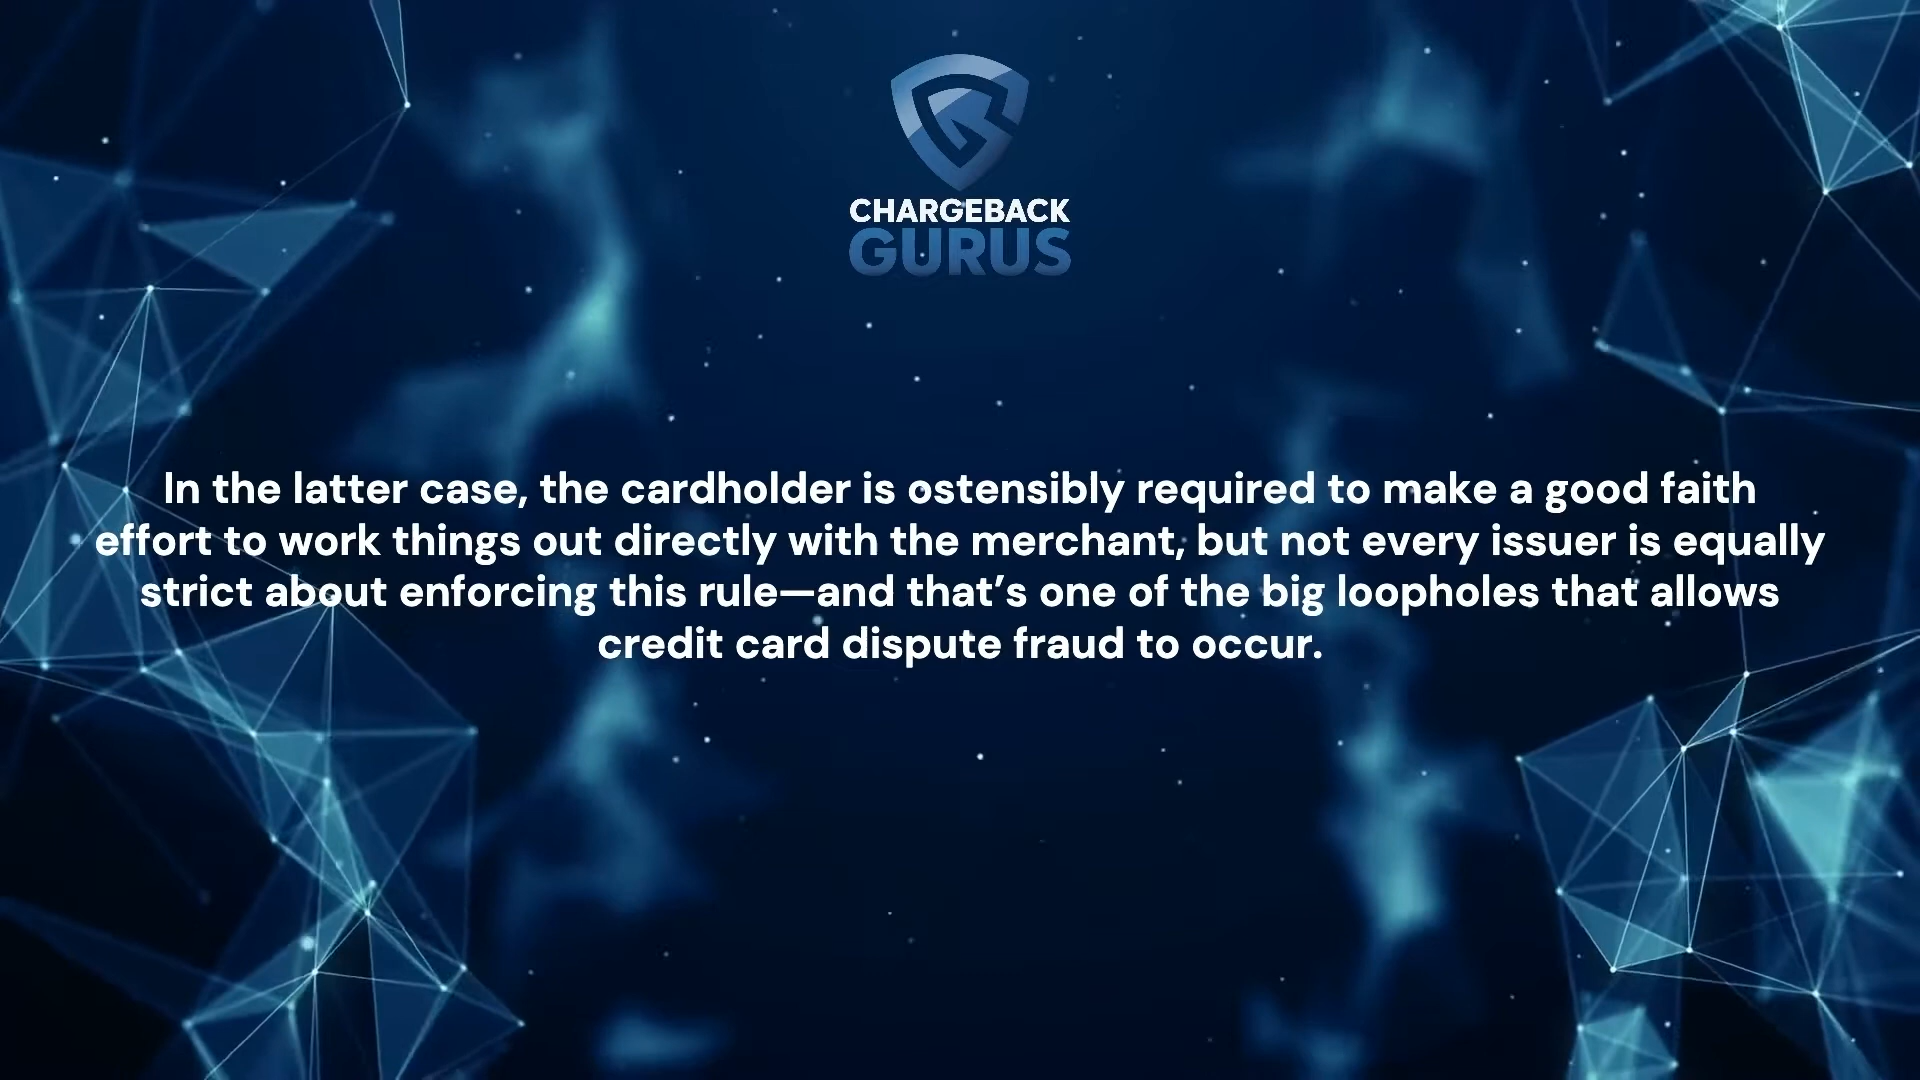 CHARGEBACK
GURUS
In the latter case, the cardholder is ostensibly required to make a good faith
effort to work things out directly with the merchant, but not every issuer is equally
strict about enforcing this rule—and that’s one of the big loopholes that allows
credit card dispute fraud to occur.